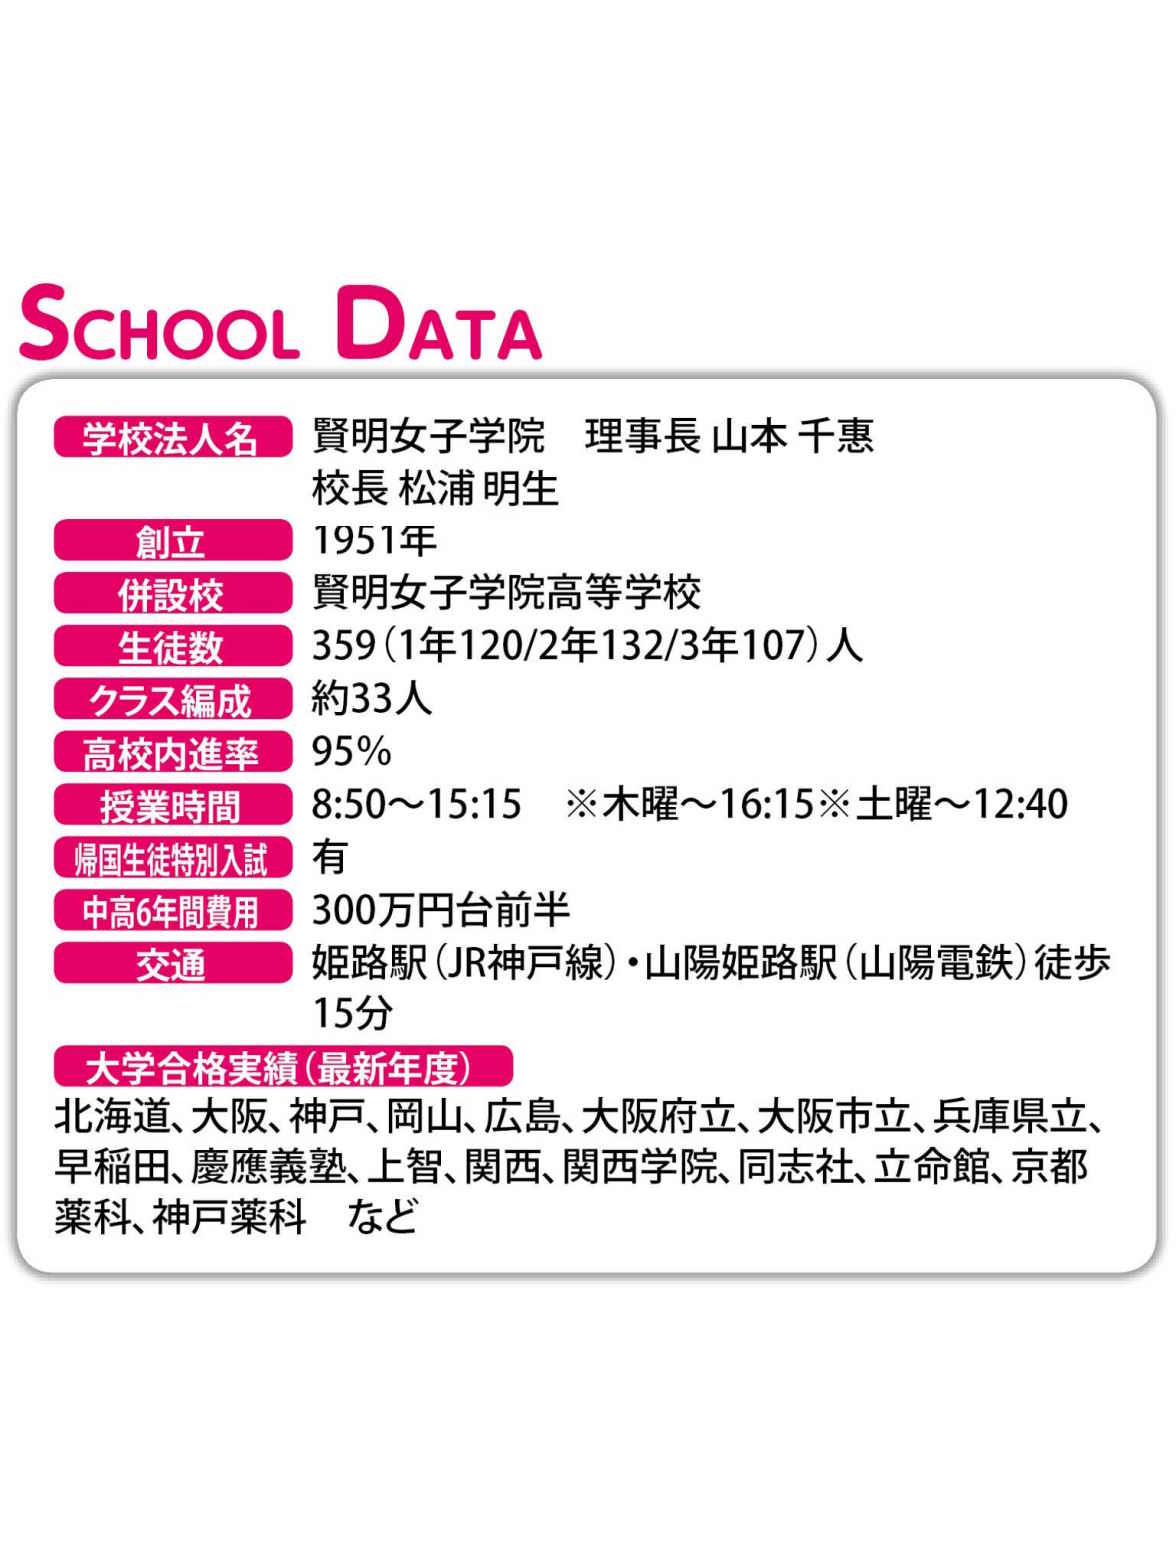 SCHOOL DATA
学校法人名 賢明女子学院　理事長 山本 千惠
校長 松浦 明生
創立 1951年
併設校 賢明女子学院高等学校
生徒数 359（1年120/2年132/3年107）人
クラス編成 約33人
高校内進率 95%
授業時間 8:50～15:15　※木曜～16:15※土曜～12:40
帰国生徒特別入試 有
中高6年間費用 300万円台前半
交通 姫路駅（JR神戸線）・山陽姫路駅（山陽電鉄）徒歩
15分
大学合格実績（最新年度）
北海道、大阪、神戸、岡山、広島、大阪府立、大阪市立、兵庫県立、
早稲田、慶應義塾、上智、関西、関西学院、同志社、立命館、京都
薬科、神戸薬科　など